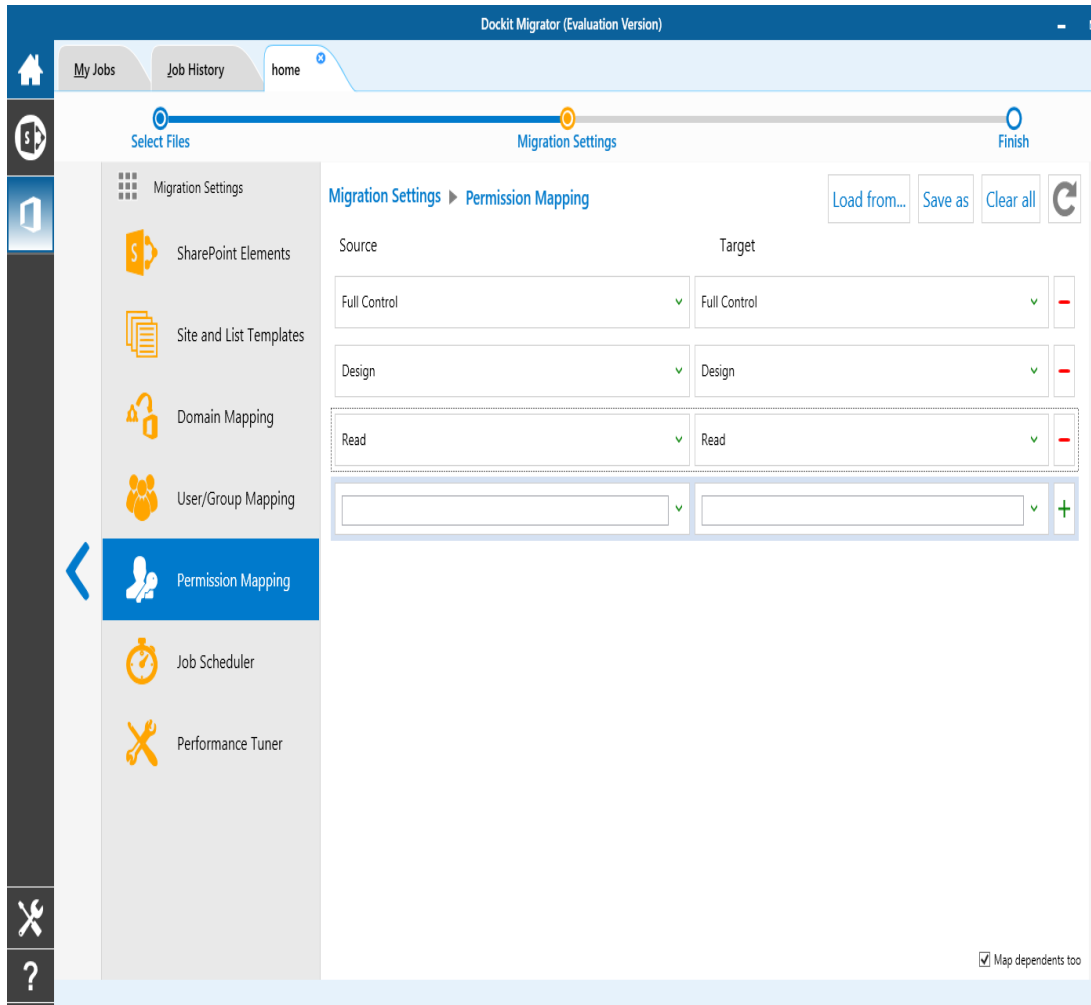 Dockit Migrator (Evaluation Version)
My Jobs Job History home
Select Files Migration Settings Finish
Migration Settings
SharePoint Elements
Site and List Templates
Domain Mapping
User/Group Mapping
Permission Mapping
Job Scheduler
Performance Tuner
Migration Settings Permission Mapping Load from... Save as Clear all
Source Target
Full Control Full Control
Design Design
Read Read
Map dependents too